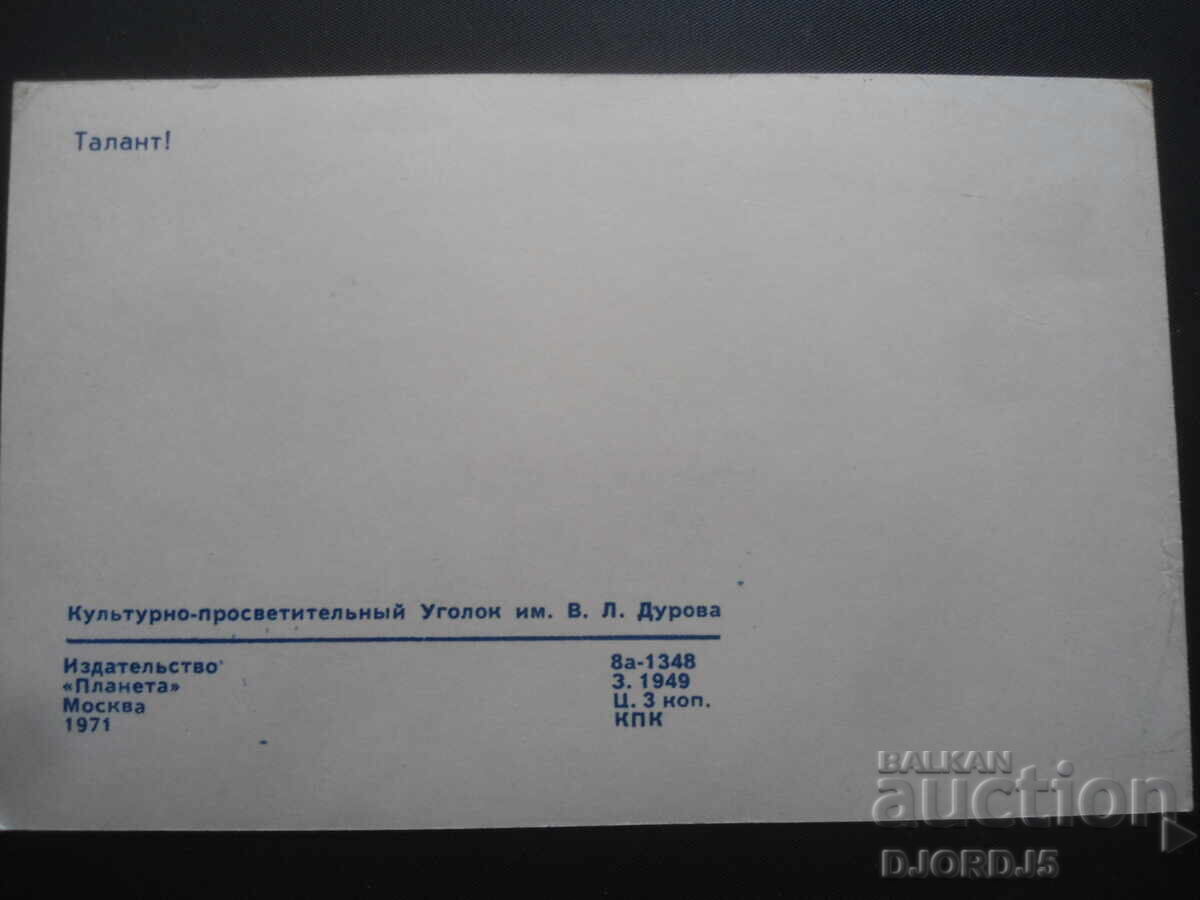 Талант!
Культурно-просветительный Уголок им. В. Л. Дурова
Издательство
«Планета»
Москва
1971
8а-1348
З. 1949
Ц. 3 коп.
КПК
BALKAN
auction
DJORDJ5